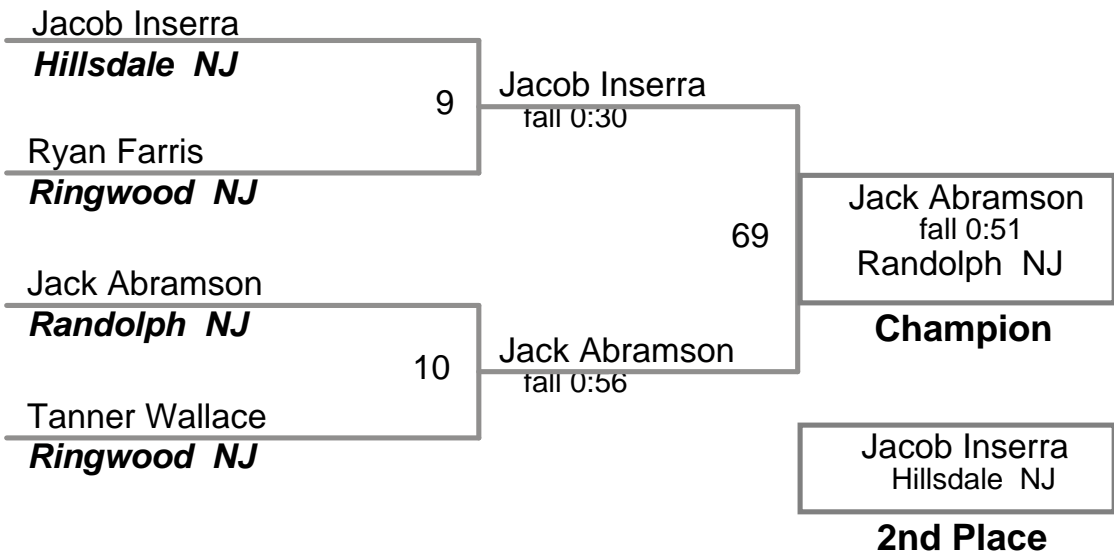 Jacob Inserra
Hillsdale NJ
9
Ryan Farris
Ringwood NJ
Jacob Inserra
fall 0:30
Jack Abramson
Randolph NJ
10
Tanner Wallace
Ringwood NJ
Jack Abramson
fall 0:56
69
Jack Abramson
fall 0:51
Randolph NJ
Champion
Jacob Inserra
Hillsdale NJ
2nd Place